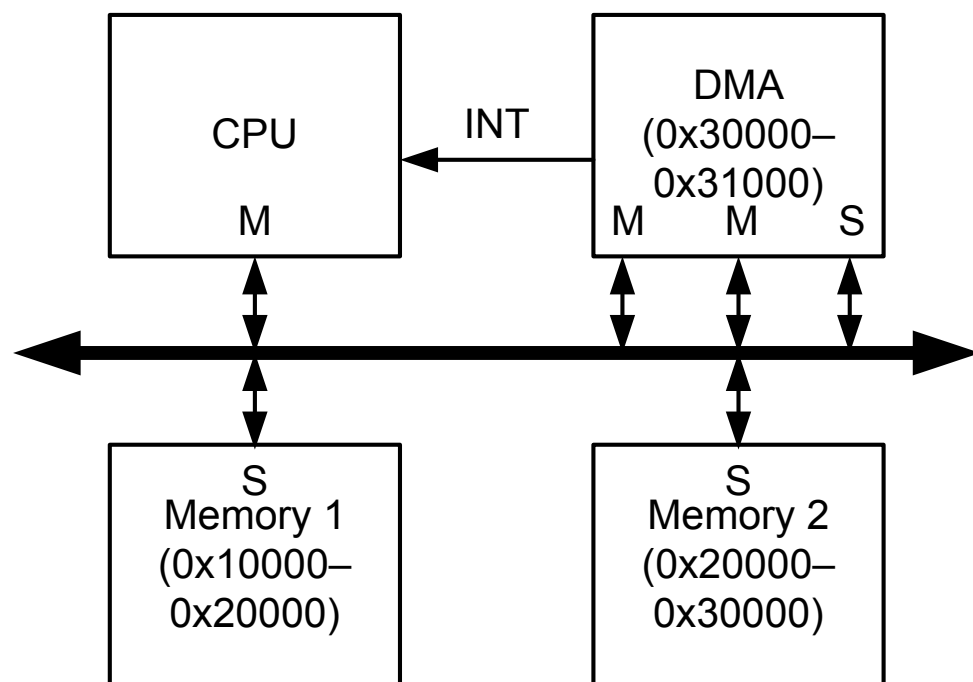 CPU
M
INT
DMA
(0x30000–
0x31000)
M M S
S
Memory 1
(0x10000–
0x20000)
S
Memory 2
(0x20000–
0x30000)